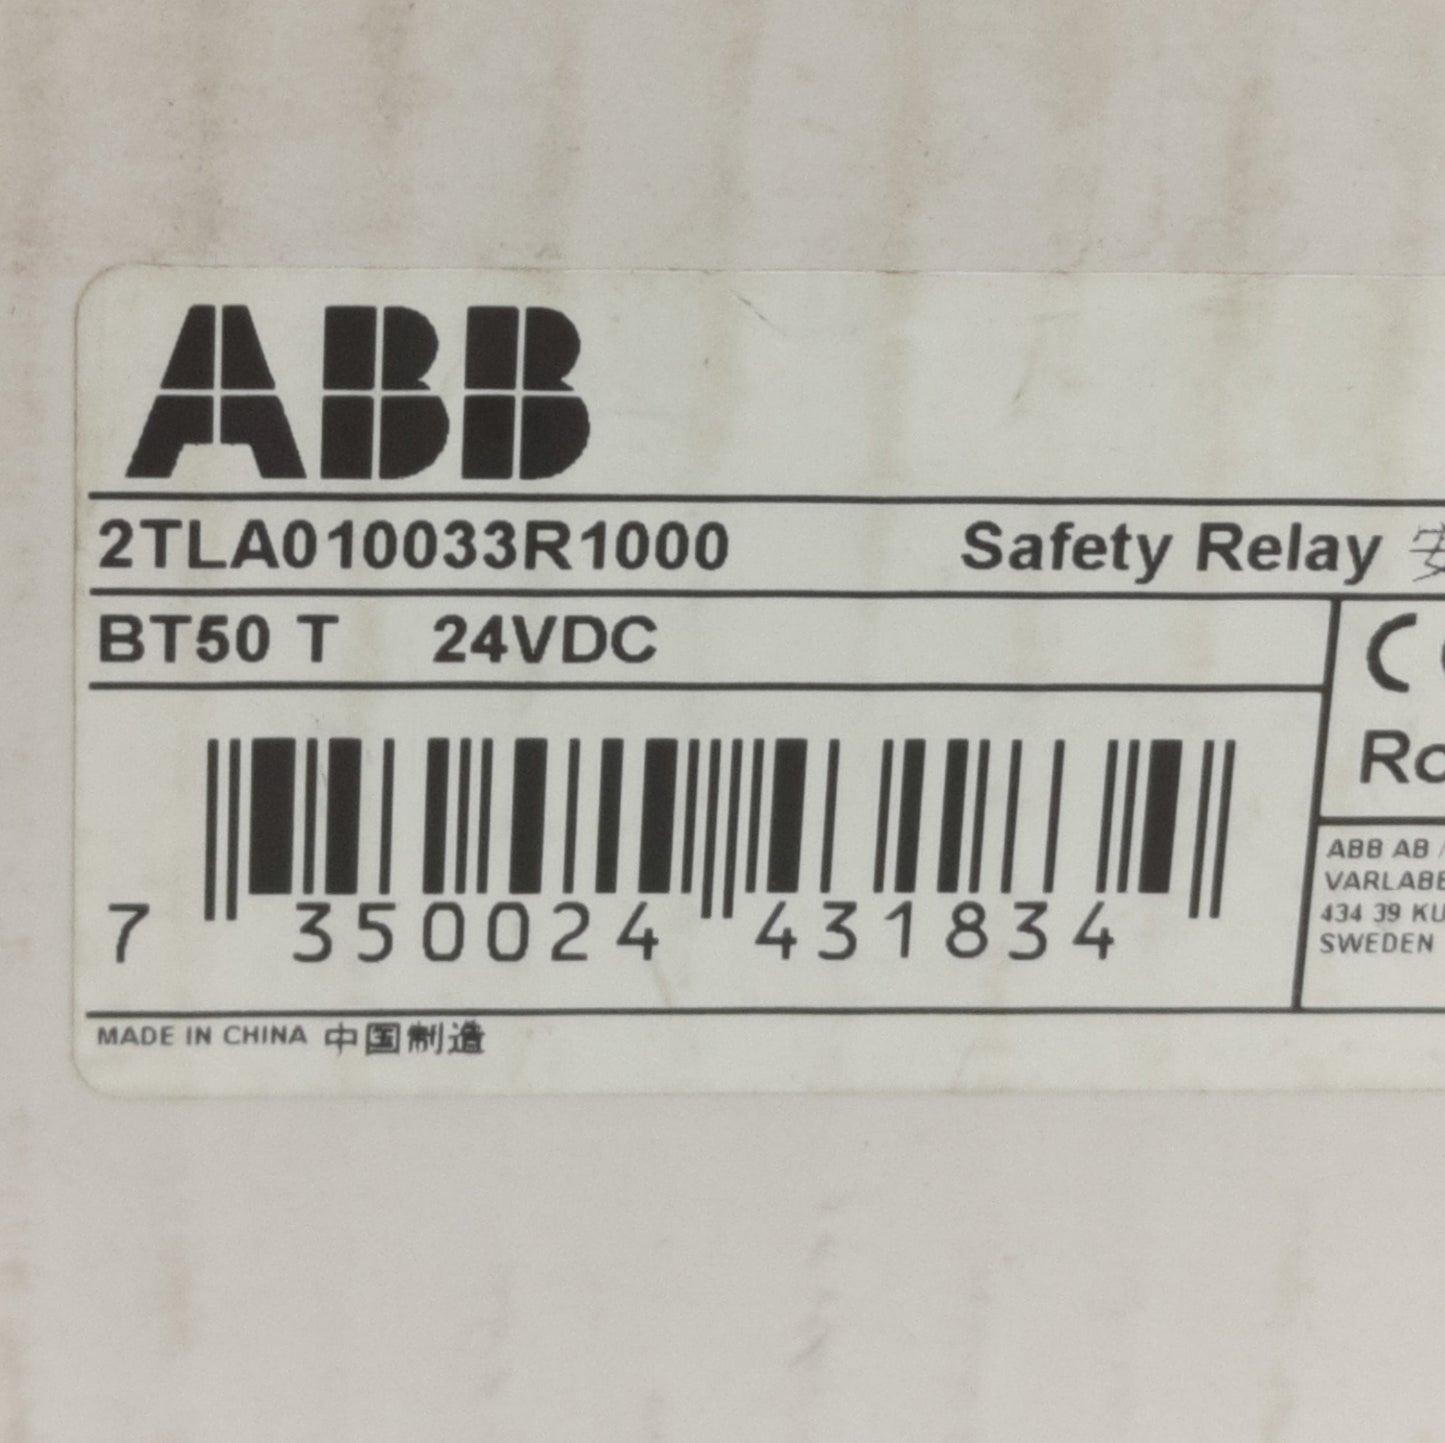 ABB
2TLA010033R1000 Safety Relay 安
BT50 T 24VDC
7 350024 431834
ABB AB
434 39
SWEDEN
MADE IN CHINA 中国制造